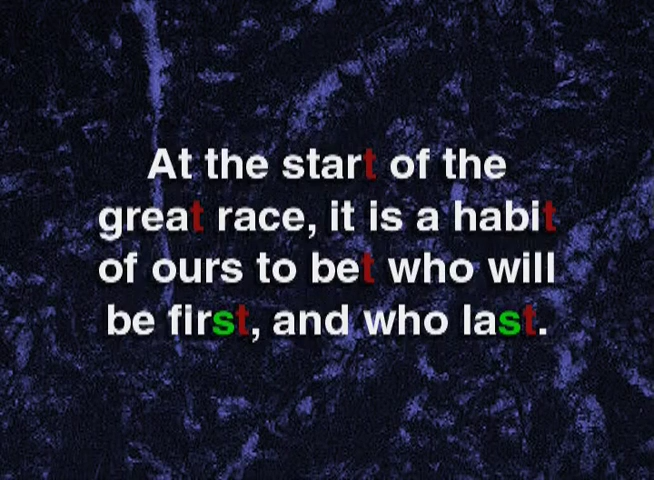 At the start of the
great race, it is a habit
of ours to bet who will
be first, and who last.